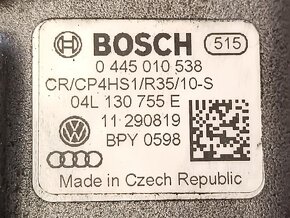 BOSCH 515
0 445 010 538
CR/CP4HS1/R35/10-S
04L 130 755 E
11 290819
BPY 0598
Made in Czech Republic